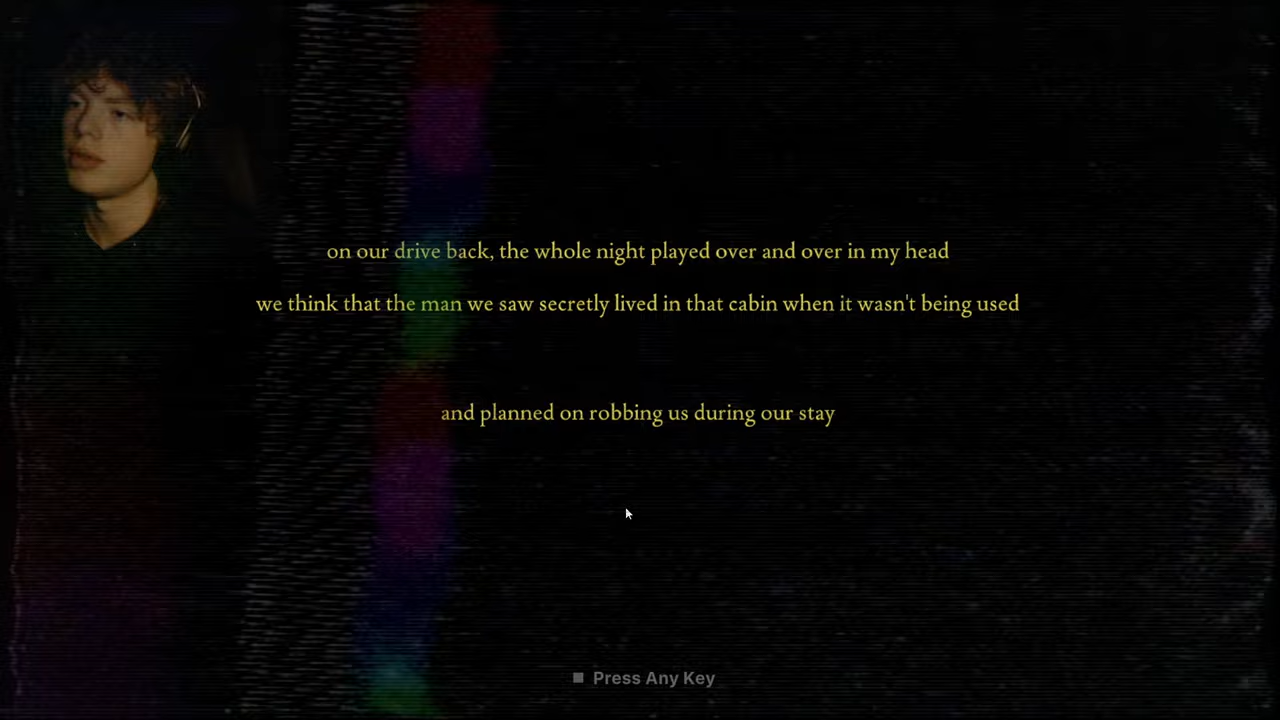 on our drive back, the whole night played over and over in my head
we think that the man we saw secretly lived in that cabin when it wasn't being used
and planned on robbing us during our stay
Press Any Key